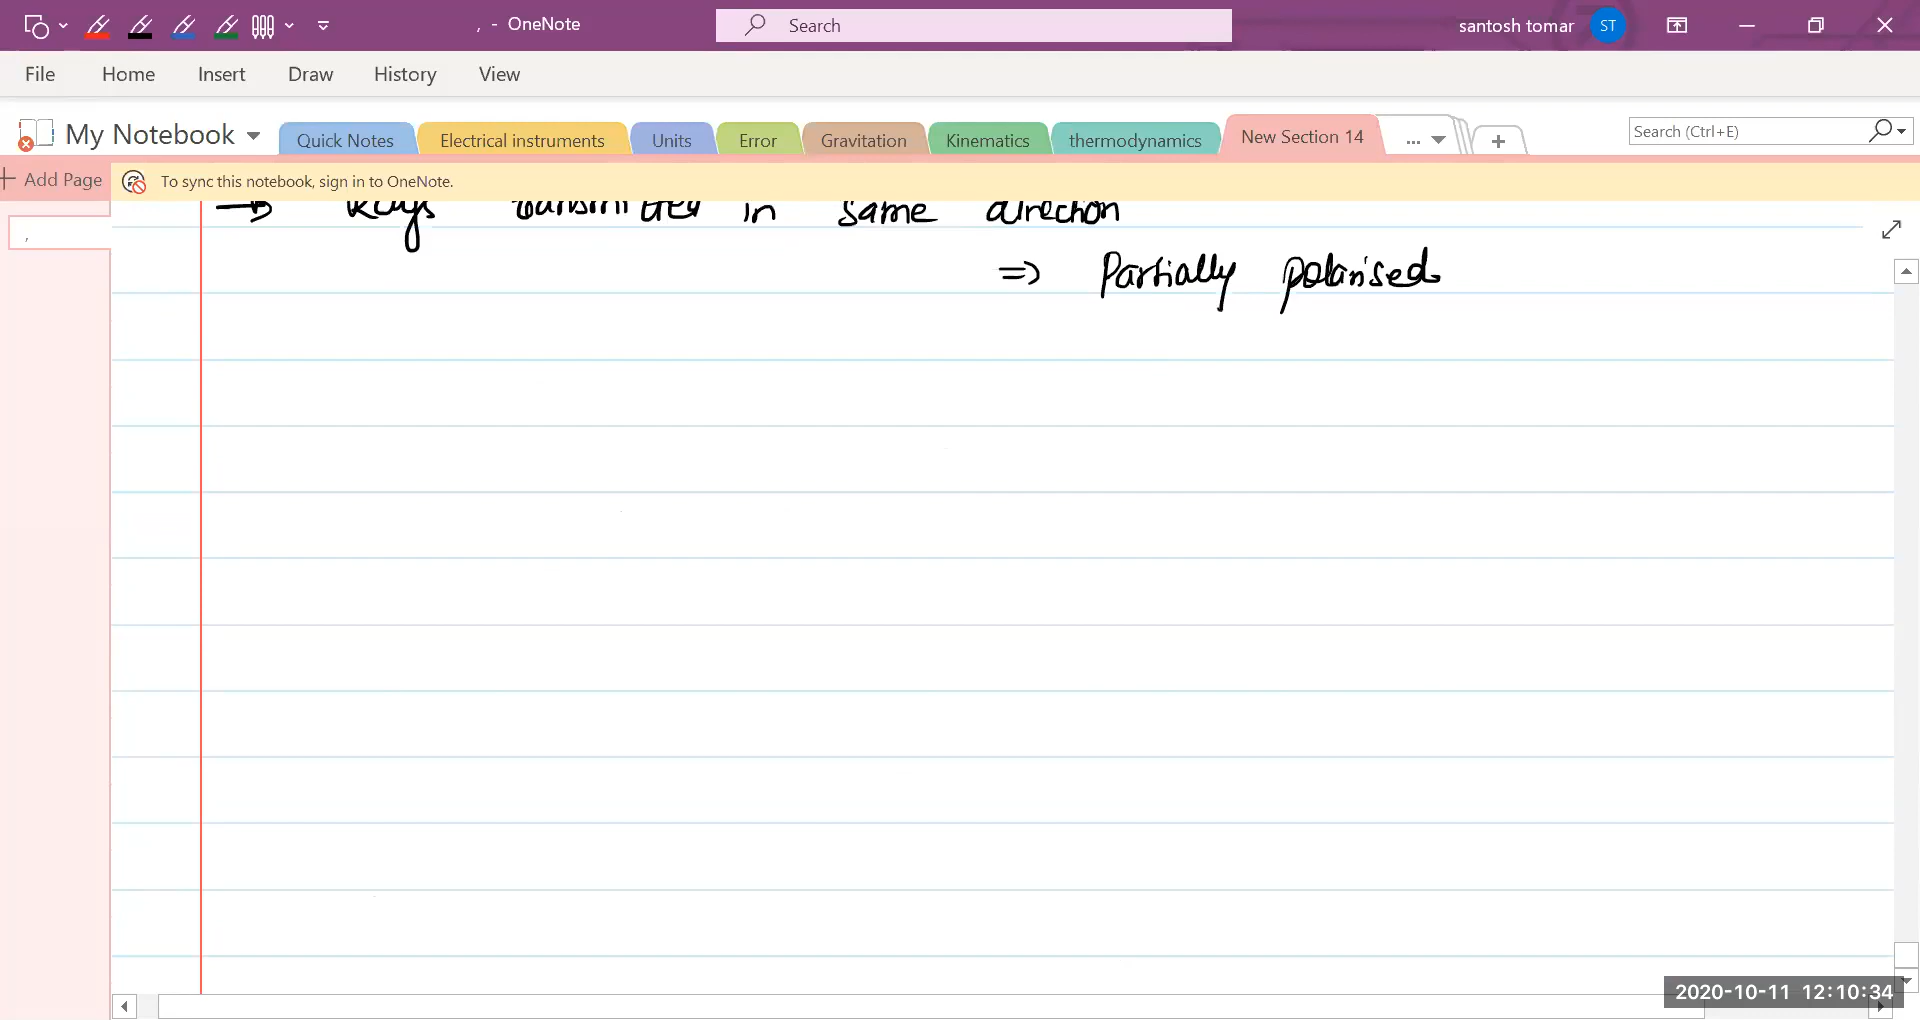 , - OneNote
Search
santosh tomar
ST
File Home Insert Draw History View
My Notebook
Quick Notes
Electrical instruments
Units
Error
Gravitation
Kinematics
thermodynamics
New Section 14
...
Search (Ctrl+E)
Add Page
To sync this notebook, sign in to OneNote.
,
→ Rays transmitted in same direction
⇒ Partially polarised
2020-10-11 12:10:34